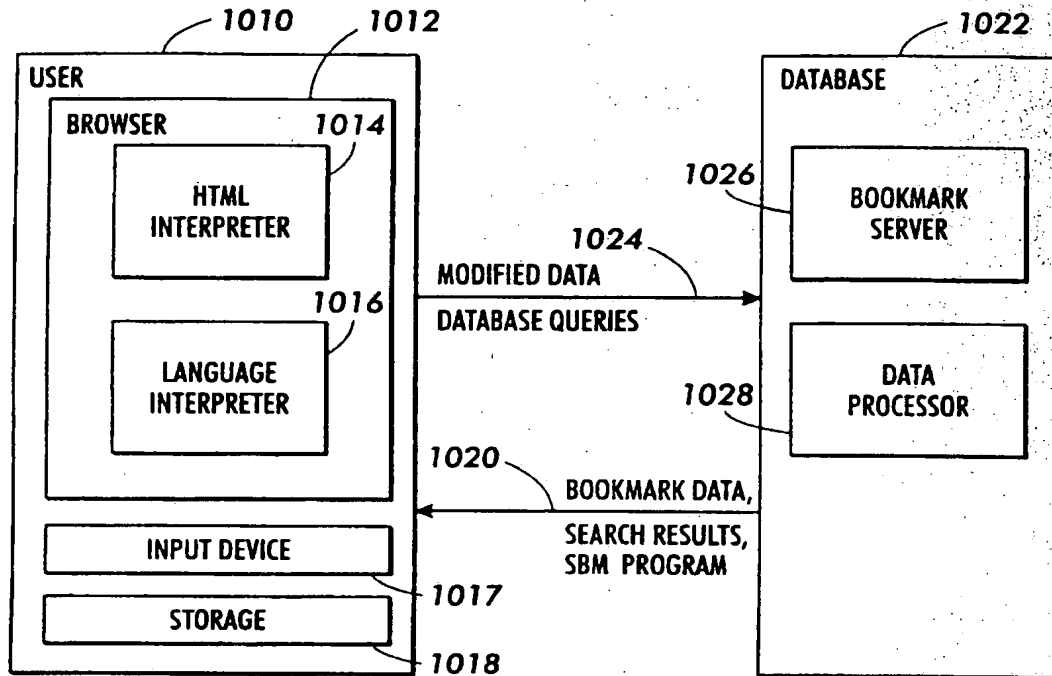 1010
1012
1022
USER
DATABASE
BROWSER
1014
HTML
INTERPRETER
1026
BOOKMARK
SERVER
1024
MODIFIED DATA
DATABASE QUERIES
1016
LANGUAGE
INTERPRETER
1028
DATA
PROCESSOR
1020
BOOKMARK DATA,
SEARCH RESULTS,
SBM PROGRAM
INPUT DEVICE
1017
STORAGE
1018